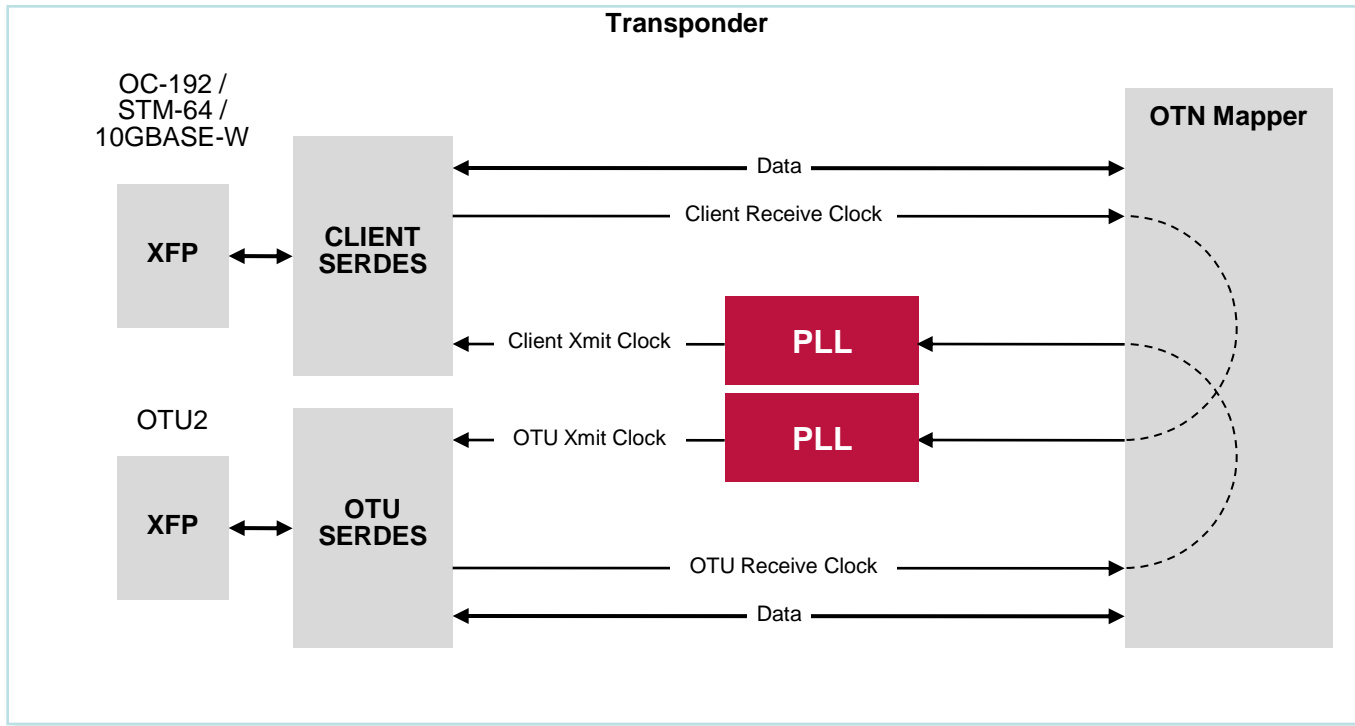 Transponder
OC-192 /
STM-64 /
10GBASE-W
OTN Mapper
Data
Client Receive Clock
XFP
CLIENT
SERDES
Client Xmit Clock
PLL
OTU2
OTU Xmit Clock
PLL
XFP
OTU
SERDES
OTU Receive Clock
Data